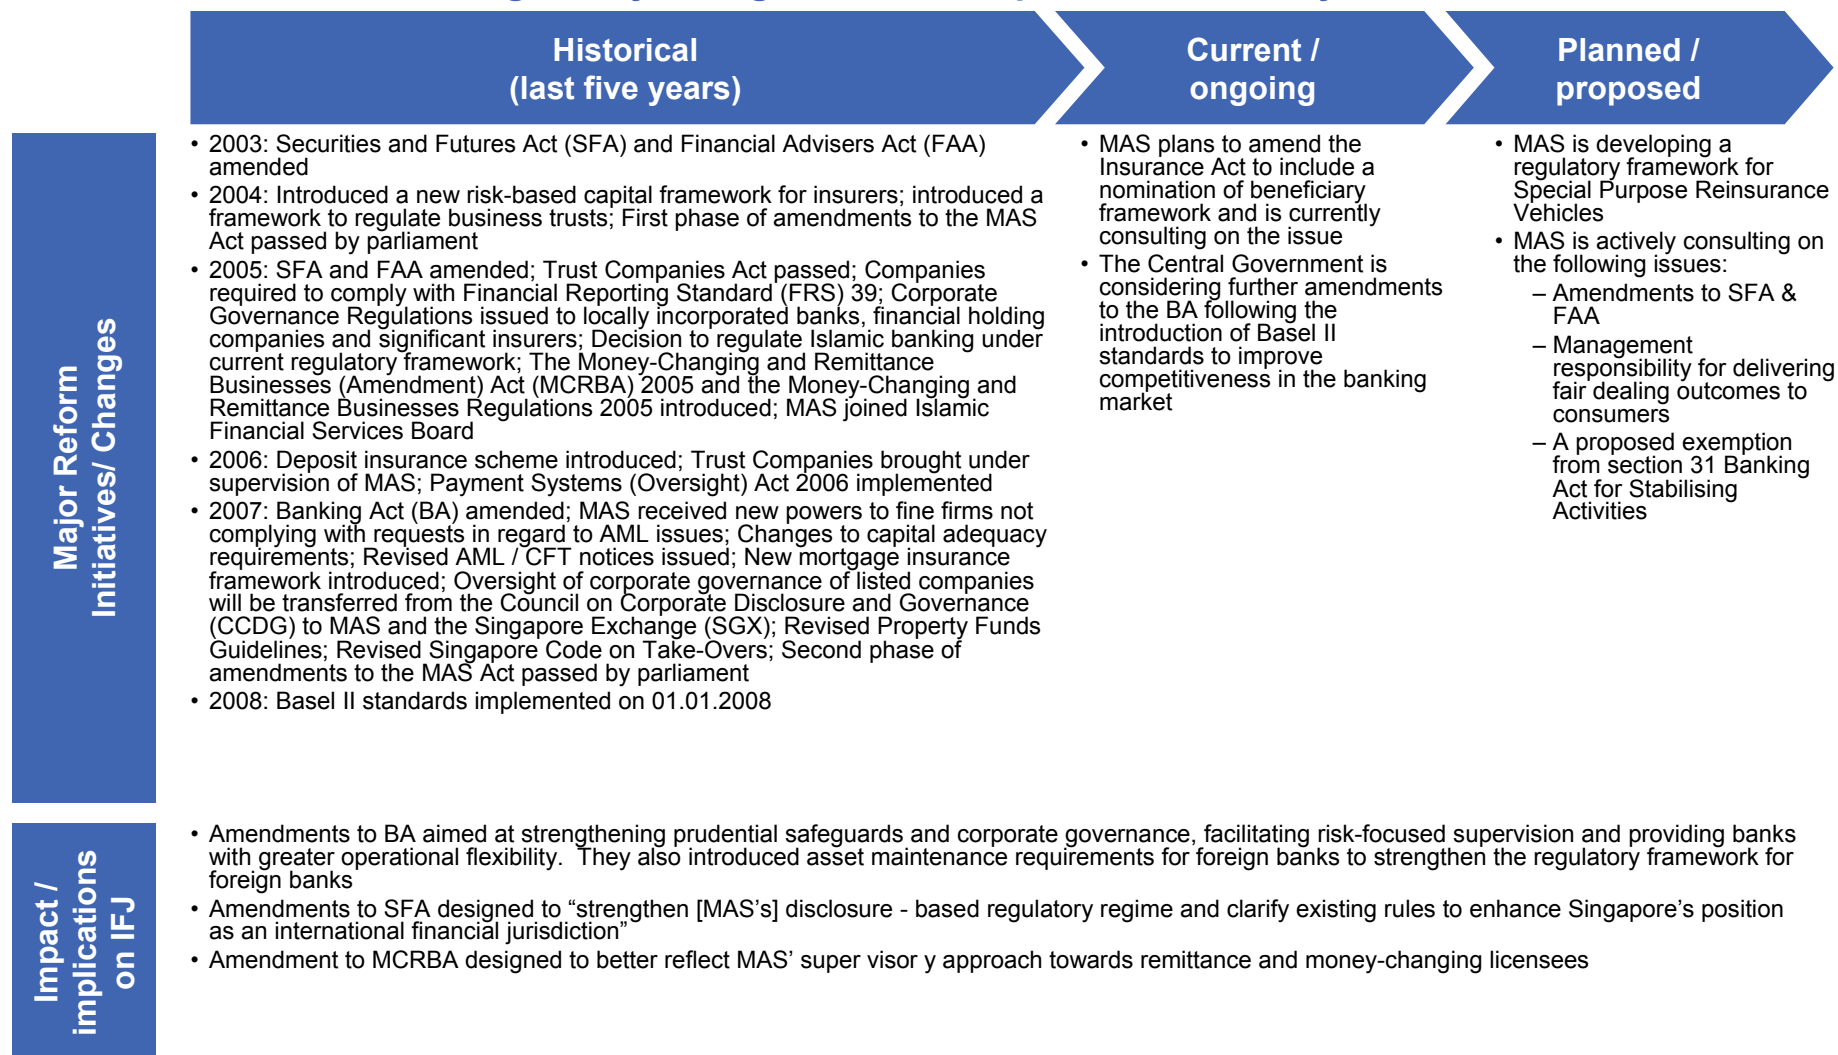 Historical
(last five years)
Current /
ongoing
Planned /
proposed
Major Reform
Initiatives/ Changes
• 2003: Securities and Futures Act (SFA) and Financial Advisers Act (FAA)
amended
• 2004: Introduced a new risk-based capital framework for insurers; introduced a
framework to regulate business trusts; First phase of amendments to the MAS
Act passed by parliament
• 2005: SFA and FAA amended; Trust Companies Act passed; Companies
required to comply with Financial Reporting Standard (FRS) 39; Corporate
Governance Regulations issued to locally incorporated banks, financial holding
companies and significant insurers; Decision to regulate Islamic banking under
current regulatory framework; The Money-Changing and Remittance
Businesses (Amendment) Act (MCRBA) 2005 and the Money-Changing and
Remittance Businesses Regulations 2005 introduced; MAS joined Islamic
Financial Services Board
• 2006: Deposit insurance scheme introduced; Trust Companies brought under
supervision of MAS; Payment Systems (Oversight) Act 2006 implemented
• 2007: Banking Act (BA) amended; MAS received new powers to fine firms not
complying with requests in regard to AML issues; Changes to capital adequacy
requirements; Revised AML / CFT notices issued; New mortgage insurance
framework introduced; Oversight of corporate governance of listed companies
will be transferred from the Council on Corporate Disclosure and Governance
(CCDG) to MAS and the Singapore Exchange (SGX); Revised Property Funds
Guidelines; Revised Singapore Code on Take-Overs; Second phase of
amendments to the MAS Act passed by parliament
• 2008: Basel II standards implemented on 01.01.2008
• MAS plans to amend the
Insurance Act to include a
nomination of beneficiary
framework and is currently
consulting on the issue
• The Central Government is
considering further amendments
to the BA following the
introduction of Basel II
standards to improve
competitiveness in the banking
market
• MAS is developing a
regulatory framework for
Special Purpose Reinsurance
Vehicles
• MAS is actively consulting on
the following issues:
– Amendments to SFA &
FAA
– Management
responsibility for delivering
fair dealing outcomes to
consumers
– A proposed exemption
from section 31 Banking
Act for Stabilising
Activities
Impact /
implications
on IFJ
• Amendments to BA aimed at strengthening prudential safeguards and corporate governance, facilitating risk-focused supervision and providing banks
with greater operational flexibility.  They also introduced asset maintenance requirements for foreign banks to strengthen the regulatory framework for
foreign banks
• Amendments to SFA designed to “strengthen [MAS’s] disclosure - based regulatory regime and clarify existing rules to enhance Singapore’s position
as an international financial jurisdiction”
• Amendment to MCRBA designed to better reflect MAS’ super visor y approach towards remittance and money-changing licensees